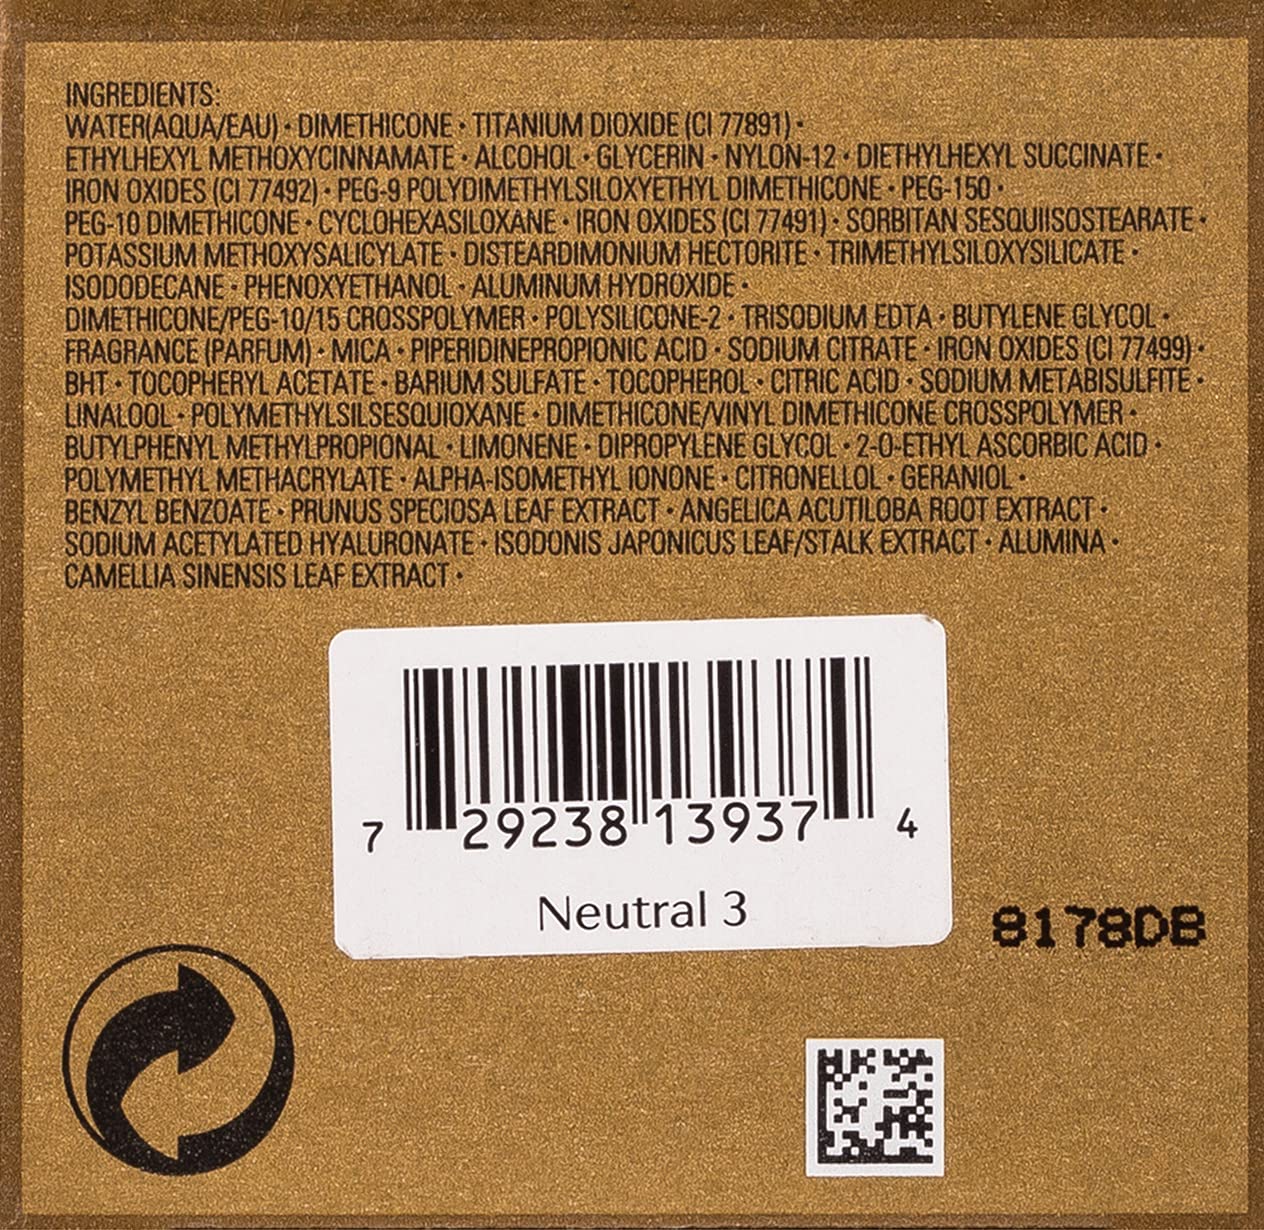 INGREDIENTS:
WATER(AQUA/EAU) · DIMETHICONE · TITANIUM DIOXIDE (CI 77891) ·
ETHYLHEXYL METHOXYCINNAMATE · ALCOHOL · GLYCERIN · NYLON-12 · DIETHYLHEXYL SUCCINATE ·
IRON OXIDES (CI 77492) · PEG-9 POLYDIMETHYLSILOXYETHYL DIMETHICONE · PEG-150 ·
PEG-10 DIMETHICONE · CYCLOHEXASILOXANE · IRON OXIDES (CI 77491) · SORBITAN SESQUIISOSTEARATE ·
POTASSIUM METHOXYSALICYLATE · DISTEARDIMONIUM HECTORITE · TRIMETHYLSILOXYSILICATE ·
ISODODECANE · PHENOXYETHANOL · ALUMINUM HYDROXIDE ·
DIMETHICONE/PEG-10/15 CROSSPOLYMER · POLYSILICONE-2 · TRISODIUM EDTA · BUTYLENE GLYCOL ·
FRAGRANCE (PARFUM) · MICA · PIPERIDINEPROPIONIC ACID · SODIUM CITRATE · IRON OXIDES (CI 77499) ·
BHT · TOCOPHERYL ACETATE · BARIUM SULFATE · TOCOPHEROL · CITRIC ACID · SODIUM METABISULFITE ·
LINALOOL · POLYMETHYLSILSESQUIOXANE · DIMETHICONE/VINYL DIMETHICONE CROSSPOLYMER ·
BUTYLPHENYL METHYLPROPIONAL · LIMONENE · DIPROPYLENE GLYCOL · 2-O-ETHYL ASCORBIC ACID ·
POLYMETHYL METHACRYLATE · ALPHA-ISOMETHYL IONONE · CITRONELLOL · GERANIOL ·
BENZYL BENZOATE · PRUNUS SPECIOSA LEAF EXTRACT · ANGELICA ACUTILOBA ROOT EXTRACT ·
SODIUM ACETYLATED HYALURONATE · ISODONIS JAPONICUS LEAF/STALK EXTRACT · ALUMINA ·
CAMELLIA SINENSIS LEAF EXTRACT ·
7 29238 13937 4
Neutral 3
8178DB